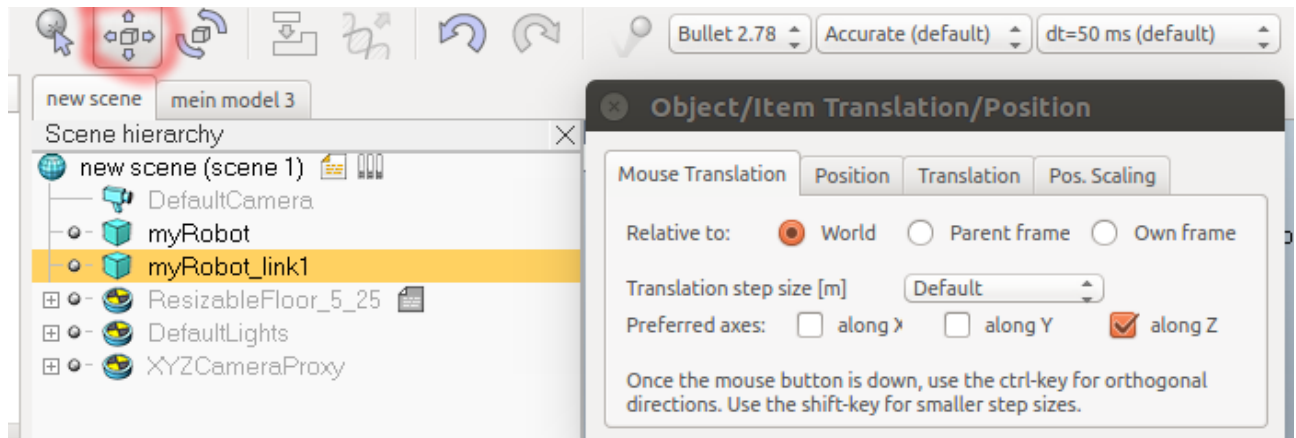 Bullet 2.78 Accurate (default) dt=50 ms (default)
new scene mein model 3
Scene hierarchy
new scene (scene 1)
DefaultCamera
myRobot
myRobot_link1
ResizableFloor_5_25
DefaultLights
XYZCameraProxy
Object/Item Translation/Position
Mouse Translation Position Translation Pos. Scaling
Relative to: World Parent frame Own frame
Translation step size [m] Default
Preferred axes: along X along Y along Z
Once the mouse button is down, use the ctrl-key for orthogonal
directions. Use the shift-key for smaller step sizes.